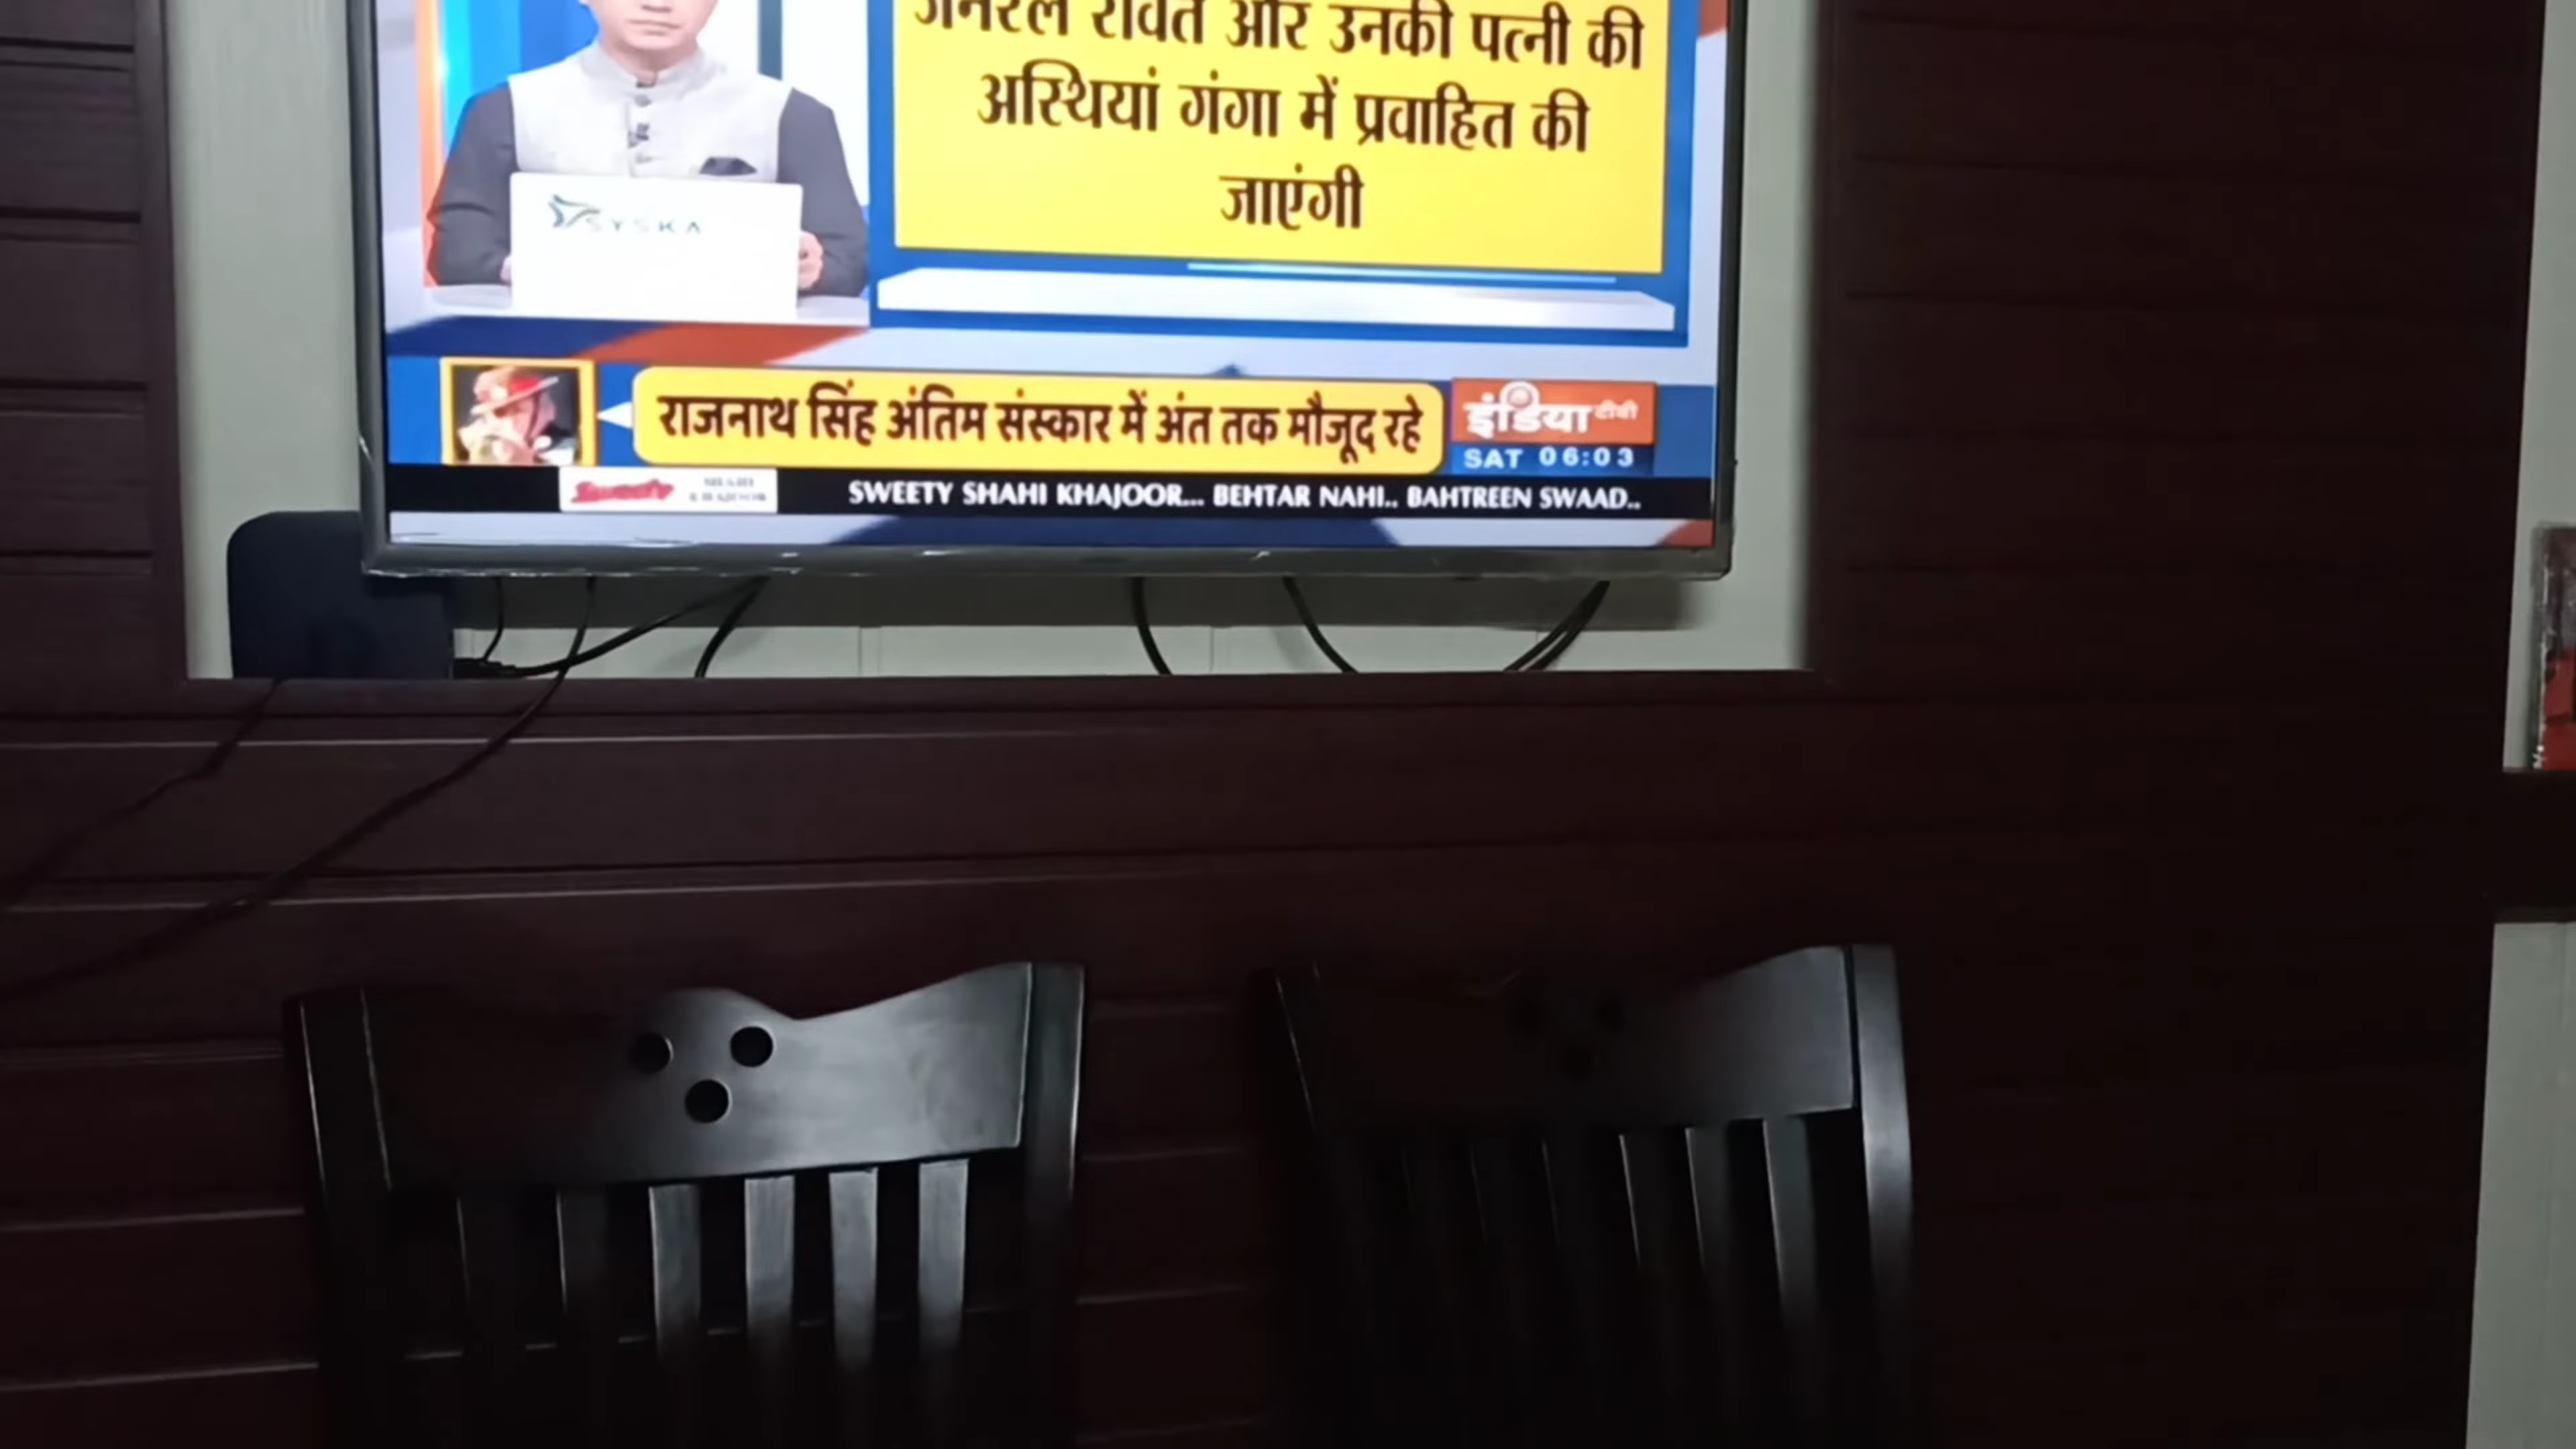 जनरल रावत और उनकी पत्नी की
अस्थियां गंगा में प्रवाहित की
जाएंगी
SYSKA
राजनाथ सिंह अंतिम संस्कार में अंत तक मौजूद रहे
इंडिया टीवी
SAT 06:03
Sweety
SWEETY SHAHI KHAJOOR... BEHTAR NAHI.. BAHTREEN SWAAD..